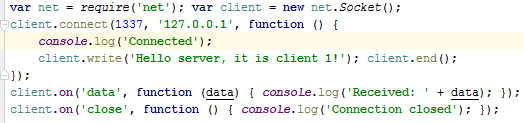 var net = require('net'); var client = new net.Socket();
client.connect(1337, '127.0.0.1', function () {
console.log('Connected');
client.write('Hello server, it is client 1!'); client.end();
});
client.on('data', function (data) { console.log('Received: ' + data); });
client.on('close', function () { console.log('Connection closed'); });